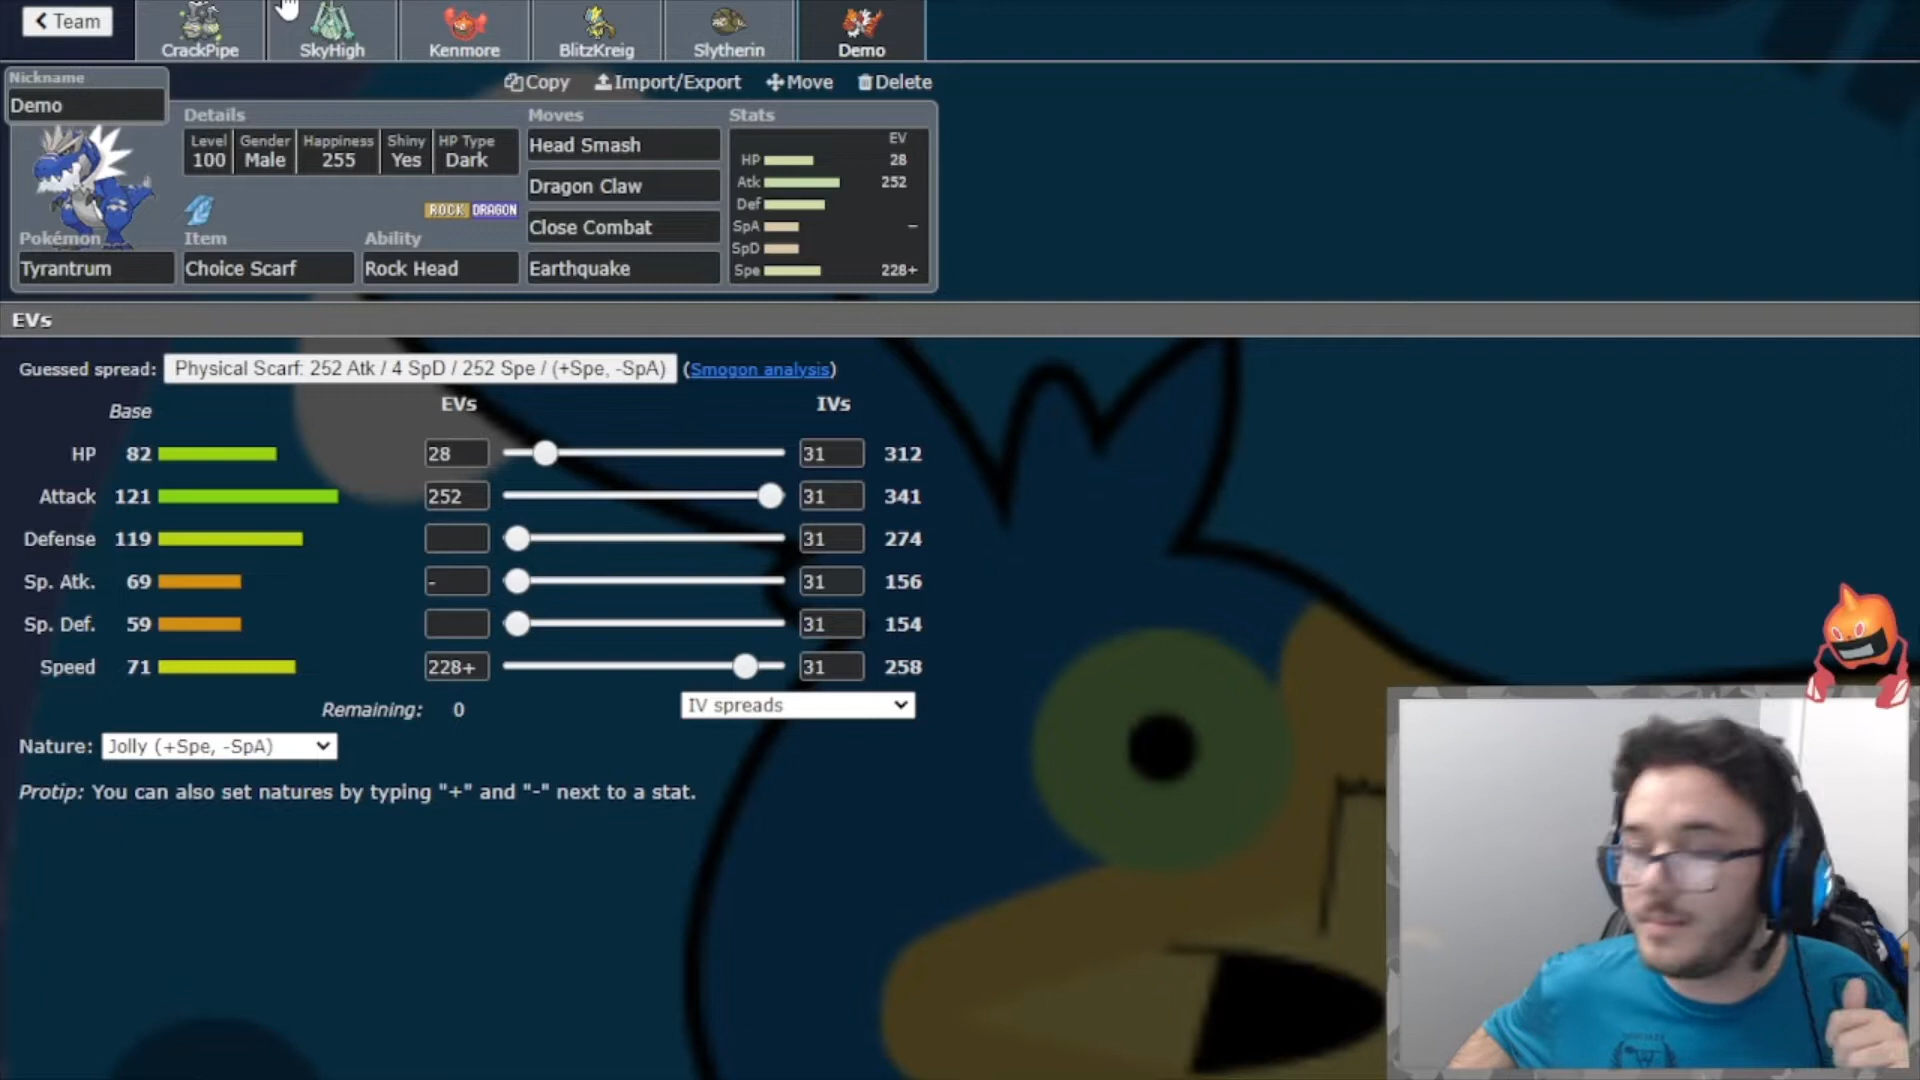 Team
CrackPipe
SkyHigh
Kenmore
BlitzKreig
Slytherin
Demo
Copy
Import/Export
Move
Delete
Nickname
Demo
Details
Level
100
Gender
Male
Happiness
255
Shiny
Yes
HP Type
Dark
ROCK DRAGON
Pokémon
Tyrantrum
Item
Choice Scarf
Ability
Rock Head
Moves
Head Smash
Dragon Claw
Close Combat
Earthquake
Stats
EV
HP 28
Atk 252
Def
SpA -
SpD
Spe 228+
EVs
Guessed spread: Physical Scarf: 252 Atk / 4 SpD / 252 Spe / (+Spe, -SpA) (Smogon analysis)
Base EVs IVs
HP 82 28 31 312
Attack 121 252 31 341
Defense 119 31 274
Sp. Atk. 69 - 31 156
Sp. Def. 59 31 154
Speed 71 228+ 31 258
Remaining: 0 IV spreads
Nature: Jolly (+Spe, -SpA)
Protip: You can also set natures by typing "+" and "-" next to a stat.